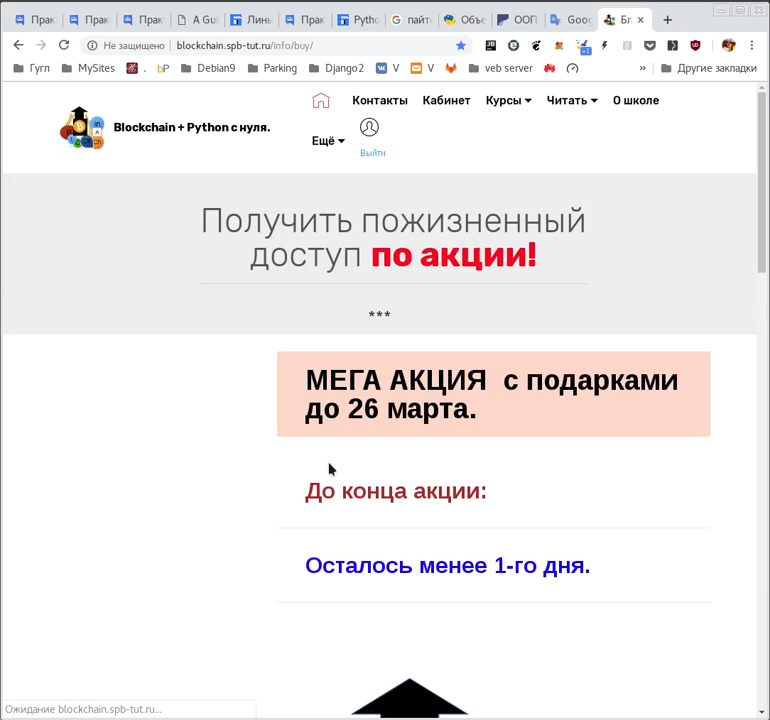 Прак
Прак
Прак
A Gu
Линь
Прак
Pytho
пайт
Объе
ООП
Goog
Бл
Не защищено
blockchain.spb-tut.ru/info/buy/
Гугл
MySites
.
bP
Debian9
Parking
Django2
V
V
veb server
»
Другие закладки
Blockchain + Python с нуля.
Контакты
Кабинет
Курсы
Читать
О школе
Ещё
Выйти
Получить пожизненный
доступ по акции!
***
МЕГА АКЦИЯ с подарками
до 26 марта.
До конца акции:
Осталось менее 1-го дня.
Ожидание blockchain.spb-tut.ru...